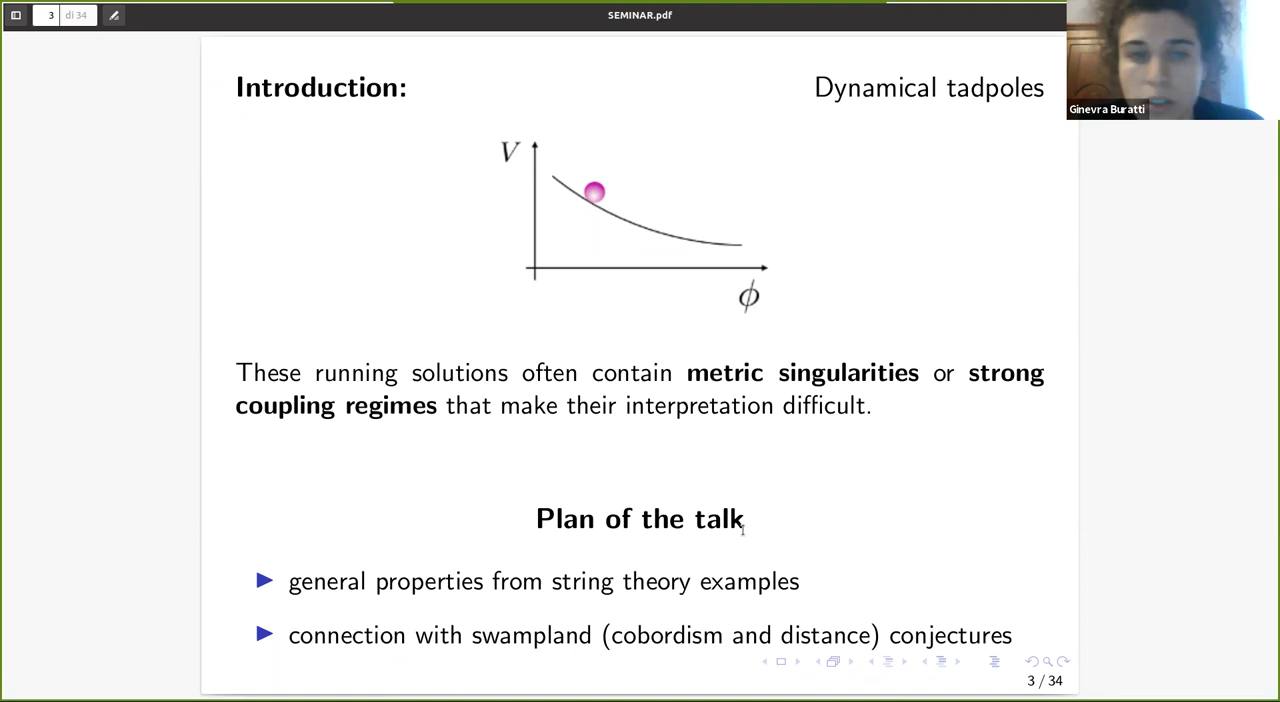 3 di 34
SEMINAR.pdf
Ginevra Buratti
Introduction:
Dynamical tadpoles
V
ϕ
These running solutions often contain metric singularities or strong
coupling regimes that make their interpretation difficult.
Plan of the talk
general properties from string theory examples
connection with swampland (cobordism and distance) conjectures
3 / 34